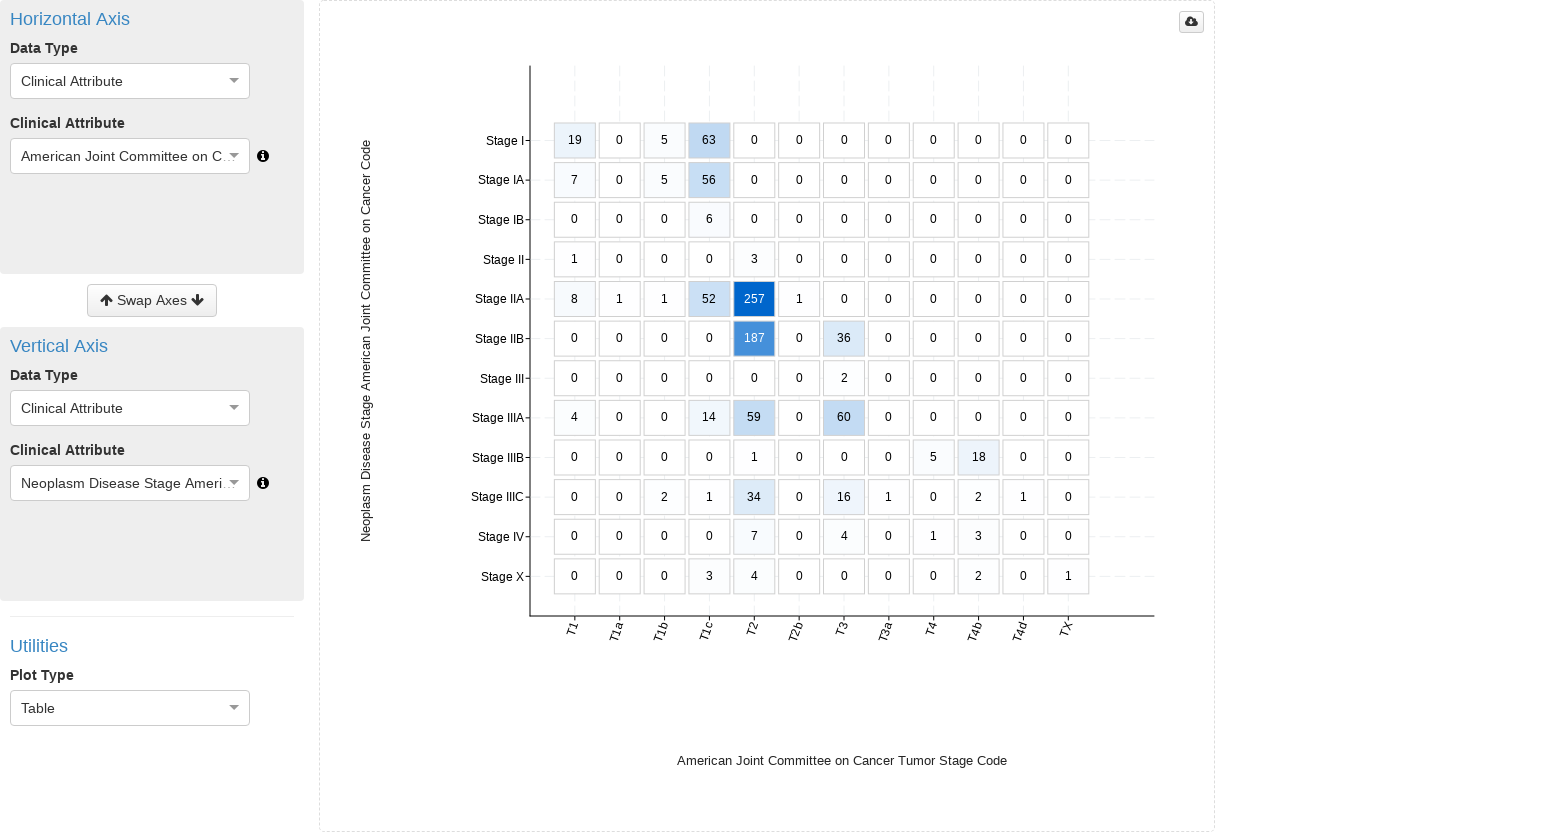 Horizontal Axis
Data Type
Clinical Attribute
Clinical Attribute
American Joint Committee on C...
Swap Axes
Vertical Axis
Data Type
Clinical Attribute
Clinical Attribute
Neoplasm Disease Stage Ameri...
Utilities
Plot Type
Table
Neoplasm Disease Stage American Joint Committee on Cancer Code
Stage I 19 0 5 63 0 0 0 0 0 0 0 0
Stage IA 7 0 5 56 0 0 0 0 0 0 0 0
Stage IB 0 0 0 6 0 0 0 0 0 0 0 0
Stage II 1 0 0 0 3 0 0 0 0 0 0 0
Stage IIA 8 1 1 52 257 1 0 0 0 0 0 0
Stage IIB 0 0 0 0 187 0 36 0 0 0 0 0
Stage III 0 0 0 0 0 0 2 0 0 0 0 0
Stage IIIA 4 0 0 14 59 0 60 0 0 0 0 0
Stage IIIB 0 0 0 0 1 0 0 0 5 18 0 0
Stage IIIC 0 0 2 1 34 0 16 1 0 2 1 0
Stage IV 0 0 0 0 7 0 4 0 1 3 0 0
Stage X 0 0 0 3 4 0 0 0 0 2 0 1
T1 T1a T1b T1c T2 T2b T3 T3a T4 T4b T4d TX
American Joint Committee on Cancer Tumor Stage Code